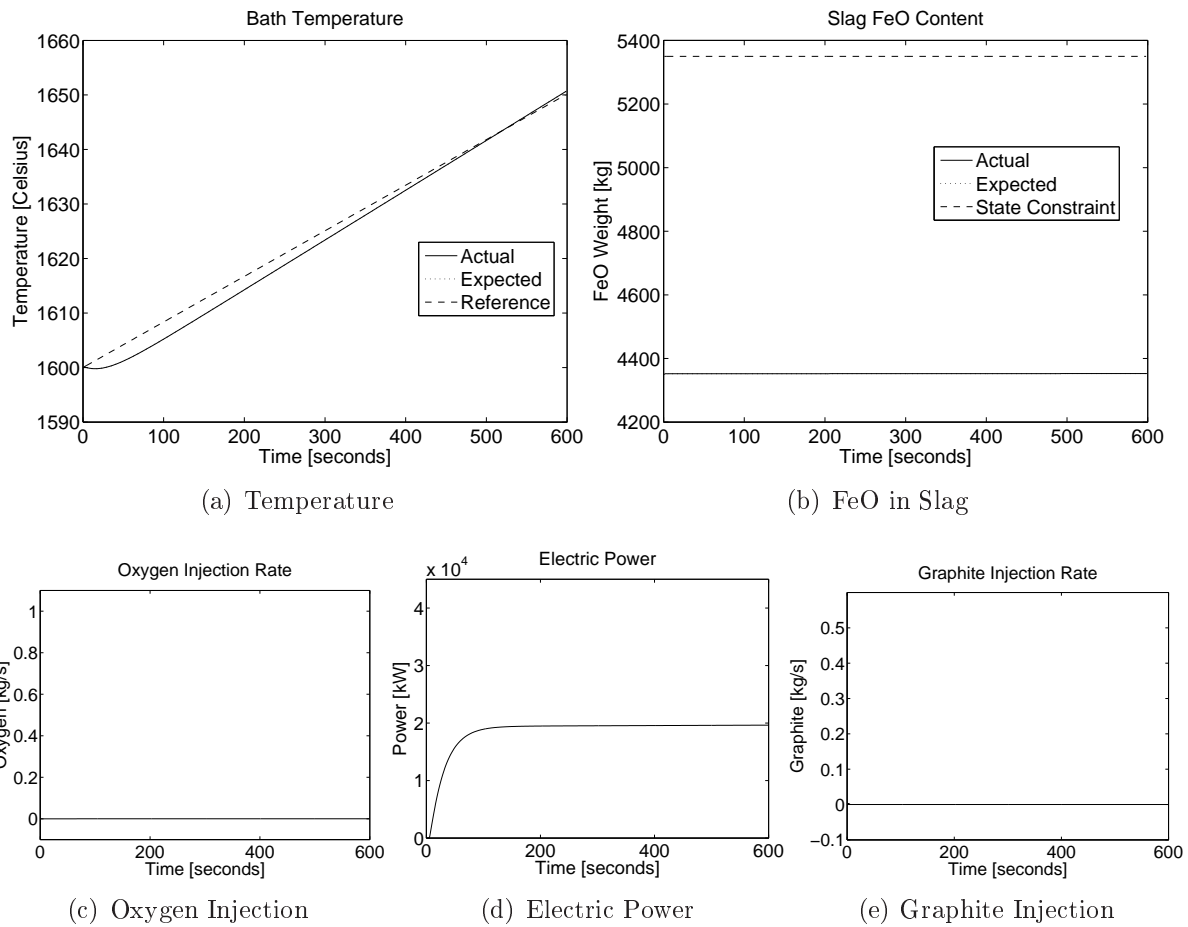 Bath Temperature
1660
1650
1640
1630
1620
1610
1600
1590
Temperature [Celsius]
Actual
Expected
Reference
0 100 200 300 400 500 600
Time [seconds]
(a) Temperature
Slag FeO Content
5400
5200
5000
4800
4600
4400
4200
FeO Weight [kg]
Actual
Expected
State Constraint
0 100 200 300 400 500 600
Time [seconds]
(b) FeO in Slag
Oxygen Injection Rate
1
0.8
0.6
0.4
0.2
0
Oxygen [kg/s]
0 200 400 600
Time [seconds]
(c) Oxygen Injection
Electric Power
x 10^4
4
3
2
1
0
Power [kW]
0 200 400 600
Time [seconds]
(d) Electric Power
Graphite Injection Rate
0.5
0.4
0.3
0.2
0.1
0
−0.1
Graphite [kg/s]
0 200 400 600
Time [seconds]
(e) Graphite Injection